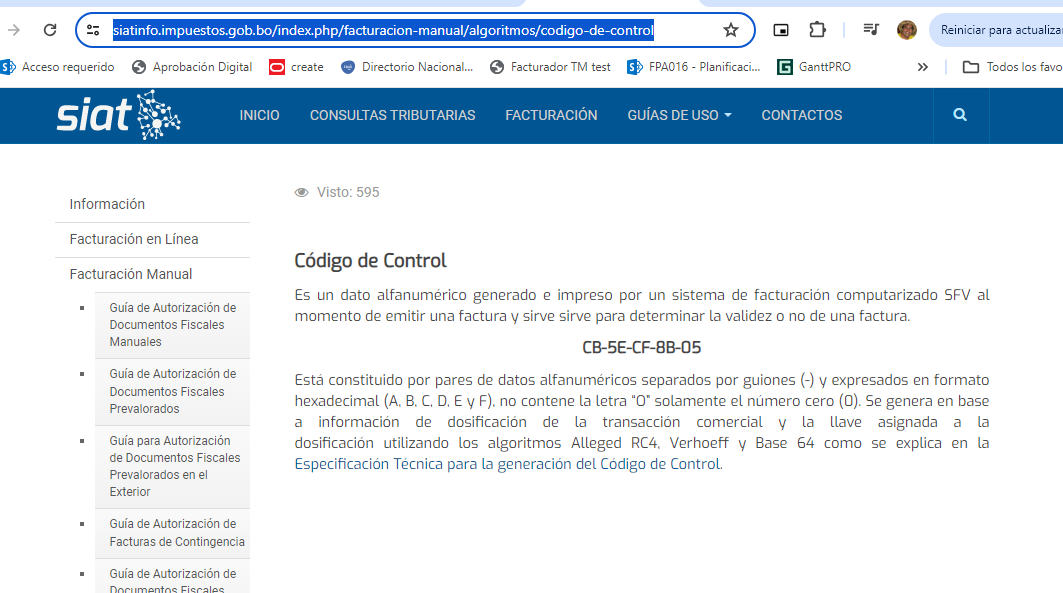 siatinfo.impuestos.gob.bo/index.php/facturacion-manual/algoritmos/codigo-de-control
Reiniciar para actualiza
Acceso requerido
Aprobación Digital
create
Directorio Nacional...
Facturador TM test
FPA016 - Planificaci...
GanttPRO
Todos los favo
siat
INICIO
CONSULTAS TRIBUTARIAS
FACTURACIÓN
GUÍAS DE USO
CONTACTOS
Información
Facturación en Línea
Facturación Manual
Guía de Autorización de
Documentos Fiscales
Manuales
Guía de Autorización de
Documentos Fiscales
Prevalorados
Guía para Autorización
de Documentos Fiscales
Prevalorados en el
Exterior
Guía de Autorización de
Facturas de Contingencia
Guía de Autorización de
Documentos Fiscales
Visto: 595
Código de Control
Es un dato alfanumérico generado e impreso por un sistema de facturación computarizado SFV al
momento de emitir una factura y sirve sirve para determinar la validez o no de una factura.
CB-5E-CF-8B-05
Está constituido por pares de datos alfanuméricos separados por guiones (-) y expresados en formato
hexadecimal (A, B, C, D, E y F), no contene la letra “O” solamente el número cero (0). Se genera en base
a información de dosificación de la transacción comercial y la llave asignada a la
dosificación utilizando los algoritmos Alleged RC4, Verhoeff y Base 64 como se explica en la
Especificación Técnica para la generación del Código de Control.